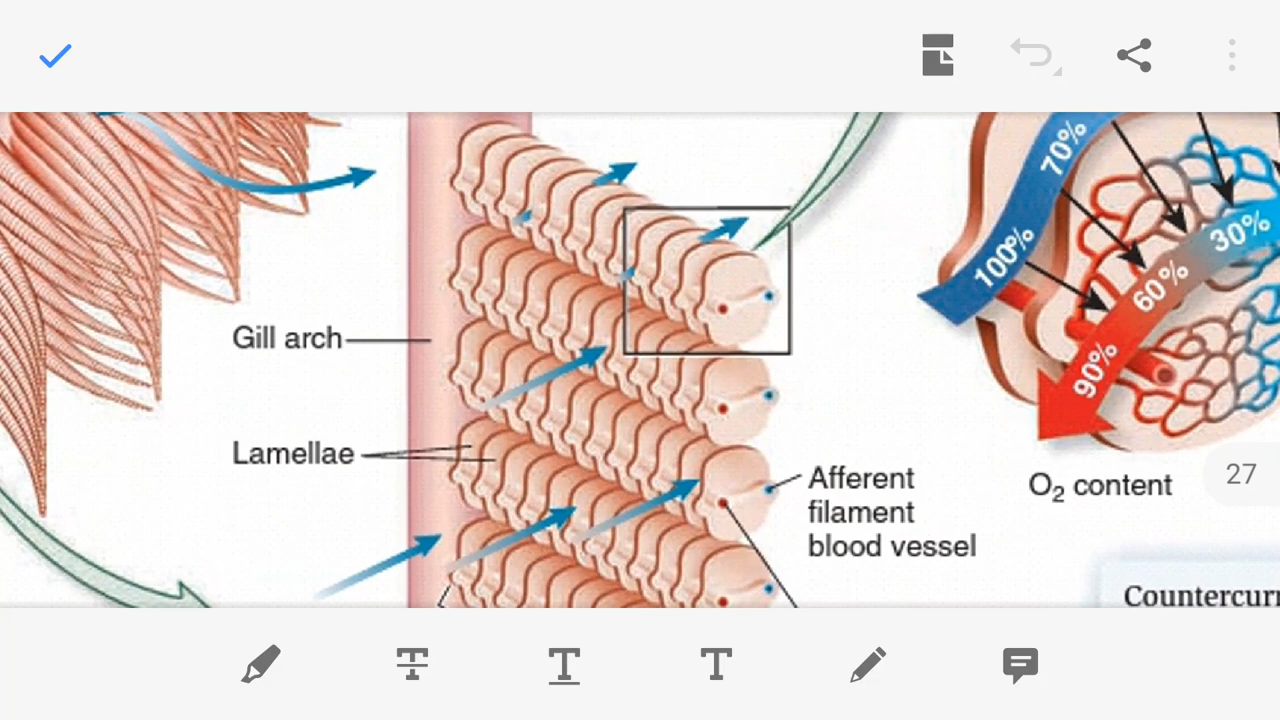 70%
100%
30%
60%
90%
Gill arch
Lamellae
Afferent
filament
blood vessel
O₂ content
27
Countercurr